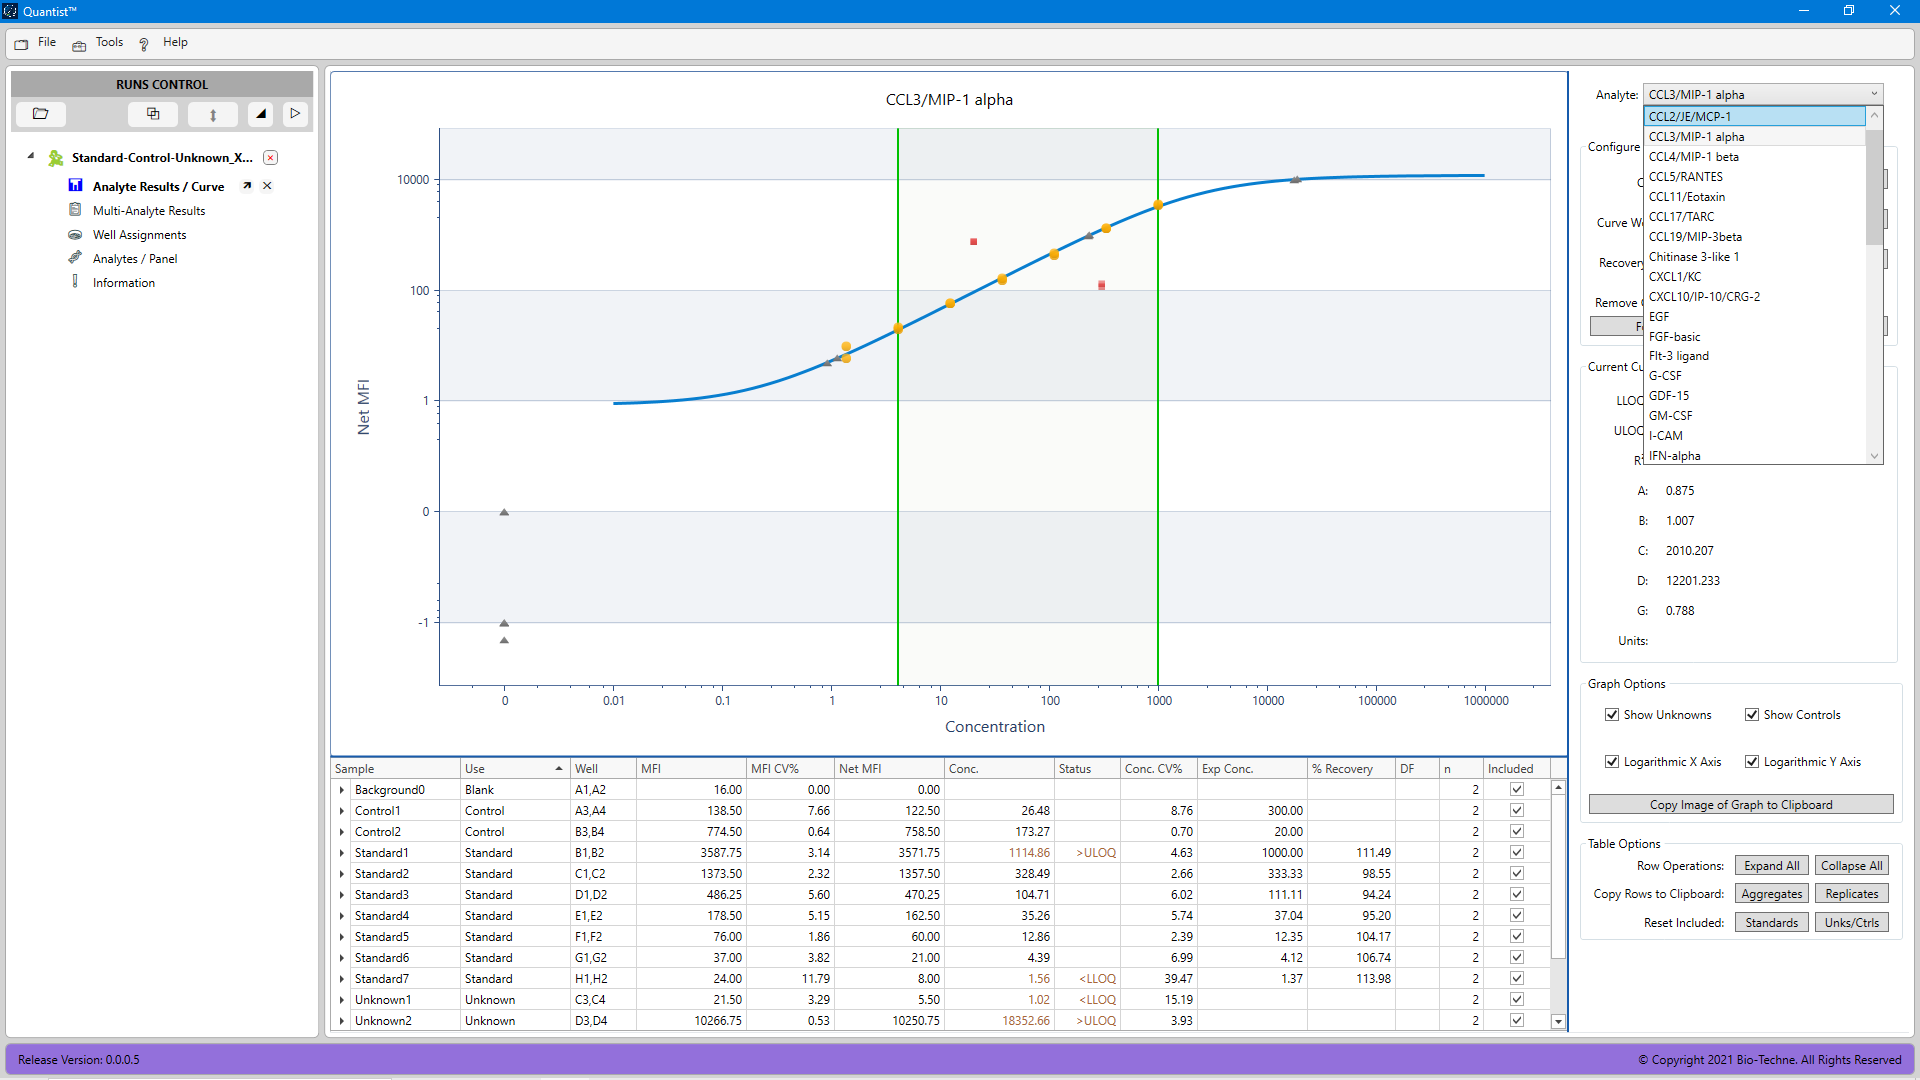 Quantist™
File Tools ? Help
RUNS CONTROL
Standard-Control-Unknown_X...
Analyte Results / Curve
Multi-Analyte Results
Well Assignments
Analytes / Panel
Information
CCL3/MIP-1 alpha
10000
100
1
0
-1
Net MFI
0 0.01 0.1 1 10 100 1000 10000 100000 1000000
Concentration
Analyte: CCL3/MIP-1 alpha
CCL2/JE/MCP-1
CCL3/MIP-1 alpha
Configure
CCL4/MIP-1 beta
CCL5/RANTES
CCL11/Eotaxin
CCL17/TARC
Curve We
CCL19/MIP-3beta
Recovery
Chitinase 3-like 1
CXCL1/KC
Remove
CXCL10/IP-10/CRG-2
EGF
FGF-basic
Flt-3 ligand
Current Cu
G-CSF
GDF-15
LLOQ
GM-CSF
ULOQ
I-CAM
IFN-alpha
A: 0.875
B: 1.007
C: 2010.207
D: 12201.233
G: 0.788
Units:
Graph Options
Show Unknowns Show Controls
Logarithmic X Axis Logarithmic Y Axis
Copy Image of Graph to Clipboard
Table Options
Row Operations: Expand All Collapse All
Copy Rows to Clipboard: Aggregates Replicates
Reset Included: Standards Unks/Ctrls
Sample Use Well MFI MFI CV% Net MFI Conc. Status Conc. CV% Exp Conc. % Recovery DF n Included
Background0 Blank A1,A2 16.00 0.00 0.00 2
Control1 Control A3,A4 138.50 7.66 122.50 26.48 8.76 300.00 2
Control2 Control B3,B4 774.50 0.64 758.50 173.27 0.70 20.00 2
Standard1 Standard B1,B2 3587.75 3.14 3571.75 1114.86 >ULOQ 4.63 1000.00 111.49 2
Standard2 Standard C1,C2 1373.50 2.32 1357.50 328.49 2.66 333.33 98.55 2
Standard3 Standard D1,D2 486.25 5.60 470.25 104.71 6.02 111.11 94.24 2
Standard4 Standard E1,E2 178.50 5.15 162.50 35.26 5.74 37.04 95.20 2
Standard5 Standard F1,F2 76.00 1.86 60.00 12.86 2.39 12.35 104.17 2
Standard6 Standard G1,G2 37.00 3.82 21.00 4.39 6.99 4.12 106.74 2
Standard7 Standard H1,H2 24.00 11.79 8.00 1.56 <LLOQ 39.47 1.37 113.98 2
Unknown1 Unknown C3,C4 21.50 3.29 5.50 1.02 <LLOQ 15.19 2
Unknown2 Unknown D3,D4 10266.75 0.53 10250.75 18352.66 >ULOQ 3.93 2
Release Version: 0.0.0.5
© Copyright 2021 Bio-Techne. All Rights Reserved